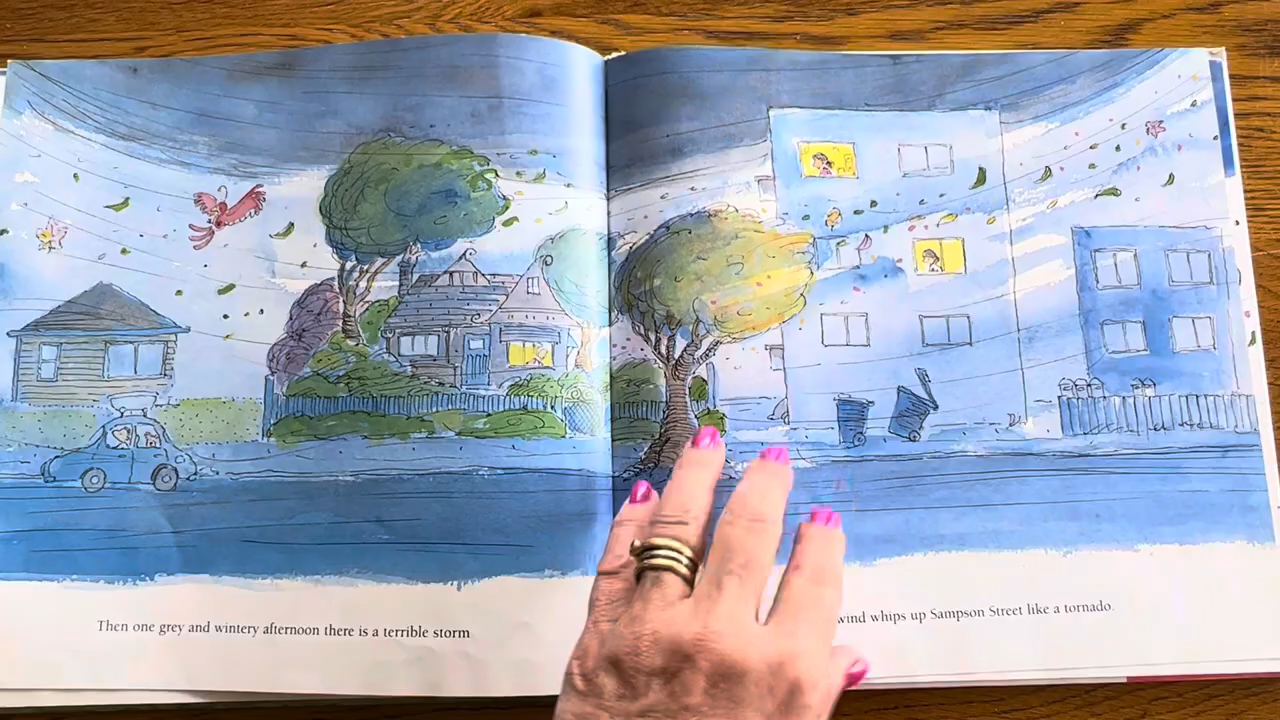 Then one grey and wintery afternoon there is a terrible storm
wind whips up Sampson Street like a tornado.